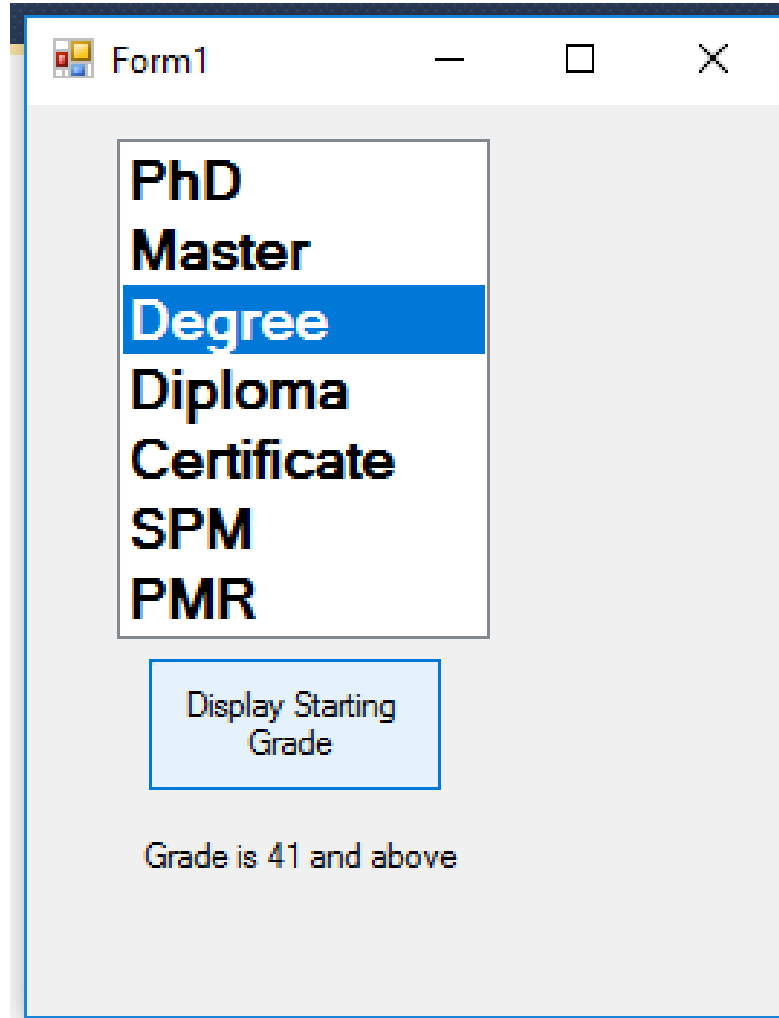 Form1
PhD
Master
Degree
Diploma
Certificate
SPM
PMR
Display Starting
Grade
Grade is 41 and above